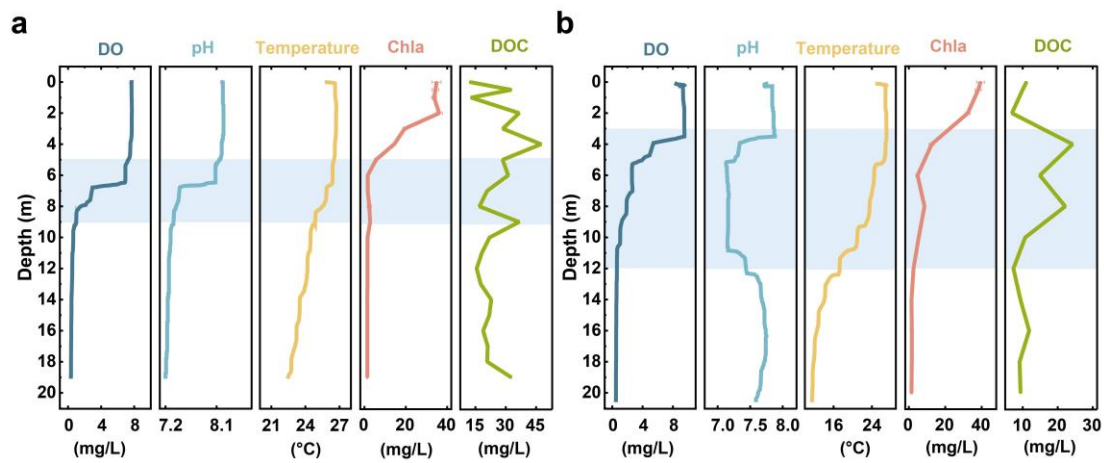 a
DO pH Temperature Chla DOC
0
2
4
6
8
10
12
14
16
18
20
Depth (m)
0 4 8 7.2 8.1 21 24 27 0 20 40 15 30 45
(mg/L) (°C) (mg/L) (mg/L)
b
DO pH Temperature Chla DOC
0
2
4
6
8
10
12
14
16
18
20
Depth (m)
0 4 8 7.0 7.5 8.0 16 24 0 20 40 10 20 30
(mg/L) (°C) (mg/L) (mg/L)